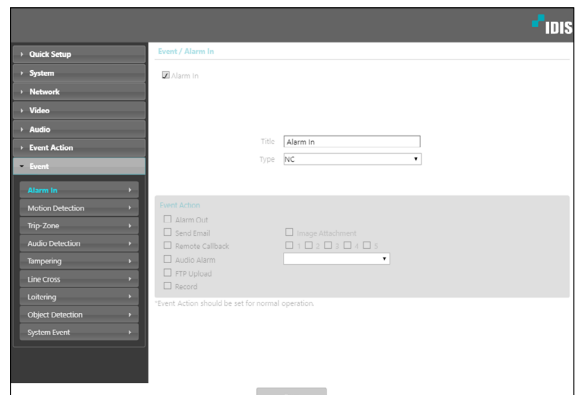 IDIS
Quick Setup
System
Network
Video
Audio
Event Action
Event
Alarm In
Motion Detection
Trip-Zone
Audio Detection
Tampering
Line Cross
Loitering
Object Detection
System Event
Event / Alarm In
Alarm In
Title Alarm In
Type NC
Event Action
Alarm Out
Send Email Image Attachment
Remote Callback 1 2 3 4 5
Audio Alarm
FTP Upload
Record
*Event Action should be set for normal operation.